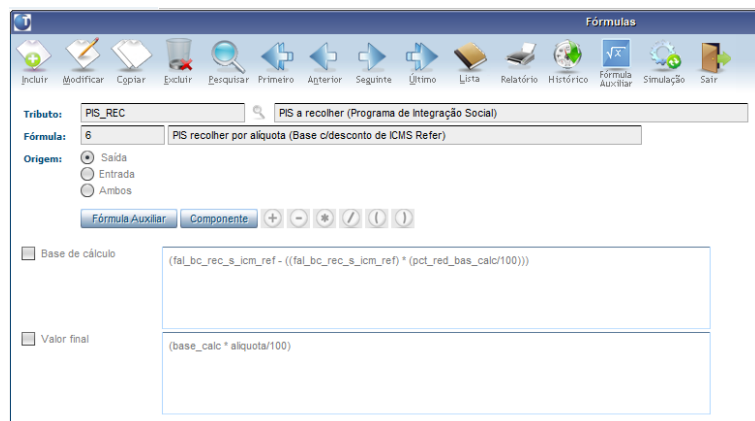 Fórmulas
Incluir Modificar Copiar Excluir Pesquisar Primeiro Anterior Seguinte Último Lista Relatório Histórico Fórmula Auxiliar Simulação Sair
Tributo: PIS_REC PIS a recolher (Programa de Integração Social)
Fórmula: 6 PIS recolher por alíquota (Base c/desconto de ICMS Refer)
Origem: Saída
Entrada
Ambos
Fórmula Auxiliar Componente + - * / ( )
Base de cálculo (fal_bc_rec_s_icm_ref - ((fal_bc_rec_s_icm_ref) * (pct_red_bas_calc/100)))
Valor final (base_calc * aliquota/100)